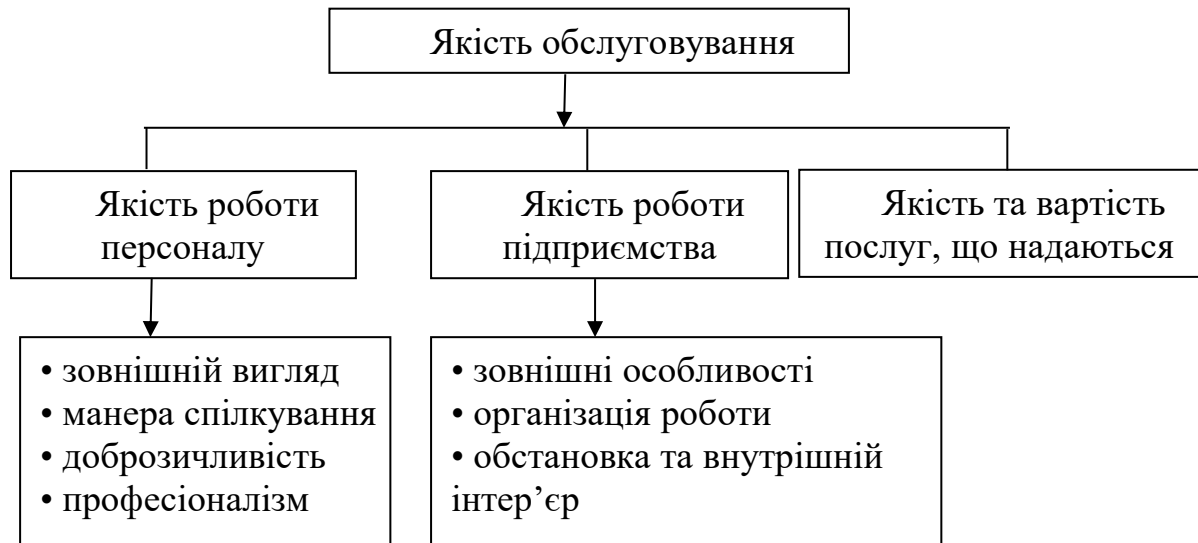 Якість обслуговування
Якість роботи
персоналу
Якість роботи
підприємства
Якість та вартість
послуг, що надаються
• зовнішній вигляд
• манера спілкування
• доброзичливість
• професіоналізм
• зовнішні особливості
• організація роботи
• обстановка та внутрішній
інтер’єр